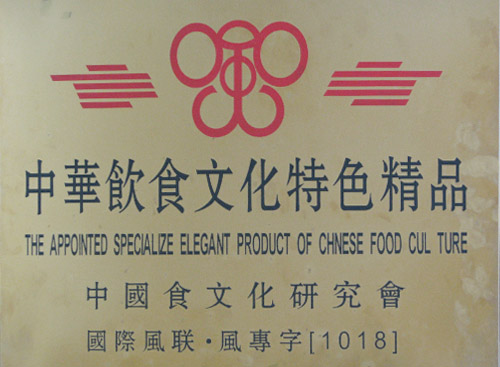 中華飲食文化特色精品
THE APPOINTED SPECIALIZE ELEGANT PRODUCT OF CHNESE FOOD CUL TURE
中國食文化研究會
國際風联·風專字[1018]